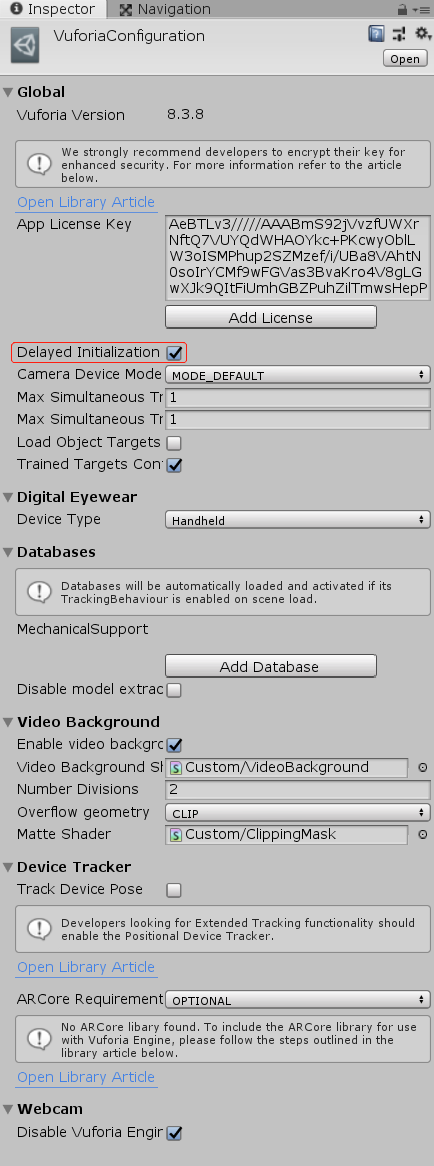 Inspector
Navigation
VuforiaConfiguration
Open
Global
Vuforia Version 8.3.8
We strongly recommend developers to encrypt their key for
enhanced security. For more information refer to the article
below.
Open Library Article
App License Key
AeBTLv3/////AAABmS92jVvzfUWXr
NftQ7VUYQdWHAOYkc+PKcwyOblL
W3oISMPhup2SZMzef/i/UBa8VAhtN
0soIrYCMf9wFGVas3BvaKro4V8gLG
wXJk9QItFiUmhGBZPuhZilTmwsHepP
Add License
Delayed Initialization
Camera Device Mode MODE_DEFAULT
Max Simultaneous Tr 1
Max Simultaneous Tr 1
Load Object Targets
Trained Targets Con
Digital Eyewear
Device Type Handheld
Databases
Databases will be automatically loaded and activated if its
TrackingBehaviour is enabled on scene load.
MechanicalSupport
Add Database
Disable model extrac
Video Background
Enable video backgro
Video Background Sh Custom/VideoBackground
Number Divisions 2
Overflow geometry CLIP
Matte Shader Custom/ClippingMask
Device Tracker
Track Device Pose
Developers looking for Extended Tracking functionality should
enable the Positional Device Tracker.
Open Library Article
ARCore Requirement OPTIONAL
No ARCore libary found. To include the ARCore library for use
with Vuforia Engine, please follow the steps outlined in the
library article below.
Open Library Article
Webcam
Disable Vuforia Engir